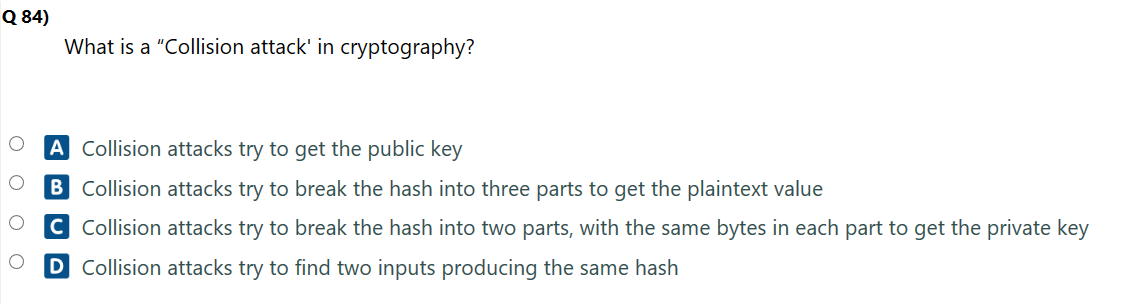 Q 84)
What is a “Collision attack' in cryptography?
A Collision attacks try to get the public key
B Collision attacks try to break the hash into three parts to get the plaintext value
C Collision attacks try to break the hash into two parts, with the same bytes in each part to get the private key
D Collision attacks try to find two inputs producing the same hash